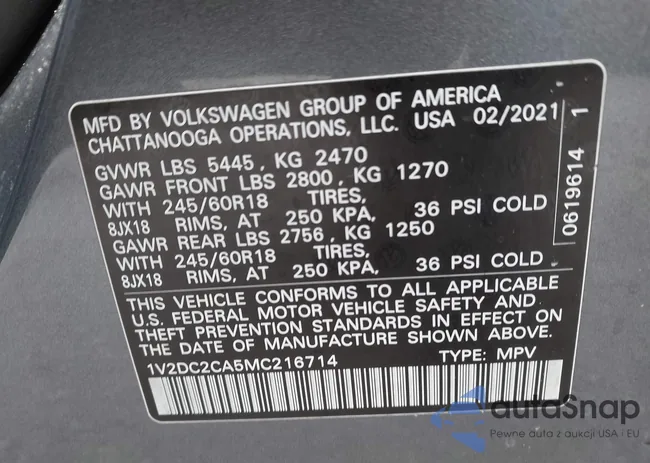 MFD BY VOLKSWAGEN GROUP OF AMERICA
CHATTANOOGA OPERATIONS, LLC. USA 02/2021
GVWR LBS 5445, KG 2470
GAWR FRONT LBS 2800, KG 1270
WITH 245/60R18 TIRES,
8JX18 RIMS, AT 250 KPA, 36 PSI COLD
GAWR REAR LBS 2756, KG 1250
WITH 245/60R18 TIRES,
8JX18 RIMS, AT 250 KPA, 36 PSI COLD
THIS VEHICLE CONFORMS TO ALL APPLICABLE
U.S. FEDERAL MOTOR VEHICLE SAFETY AND
THEFT PREVENTION STANDARDS IN EFFECT ON
THE DATE OF MANUFACTURE SHOWN ABOVE.
1V2DC2CA5MC216714 TYPE: MPV
0619614 1
autoSnap
Pewne auta z aukcji USA i EU